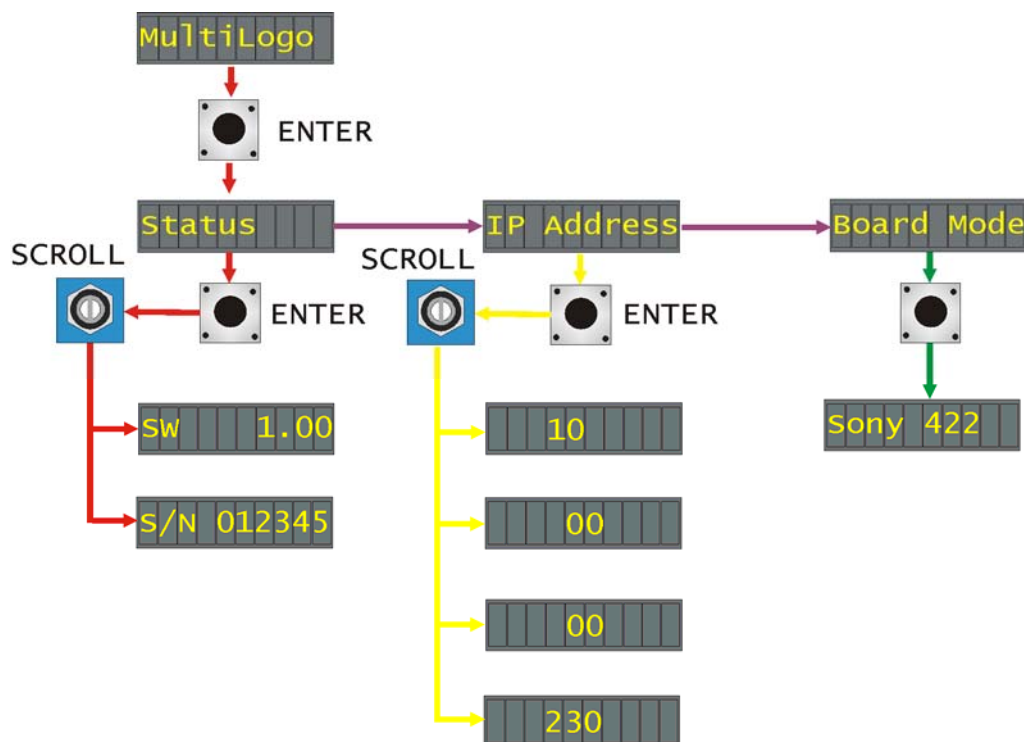 MultiLogo
ENTER
Status
IP Address
Board Mode
SCROLL
SCROLL
ENTER
ENTER
SW 1.00
10
Sony 422
S/N 012345
00
00
230